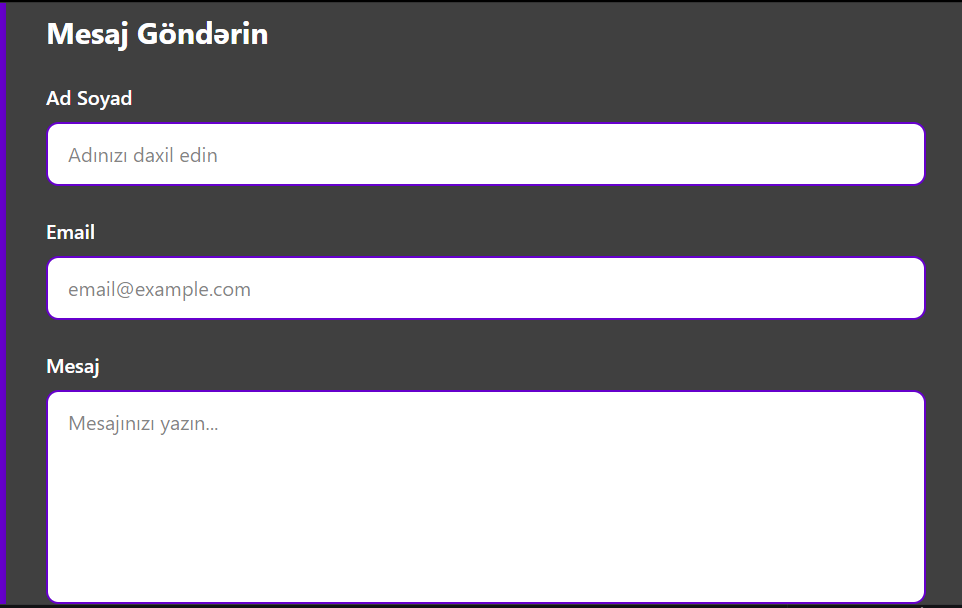 Mesaj Göndərin
Ad Soyad
Adınızı daxil edin
Email
email@example.com
Mesaj
Mesajınızı yazın...